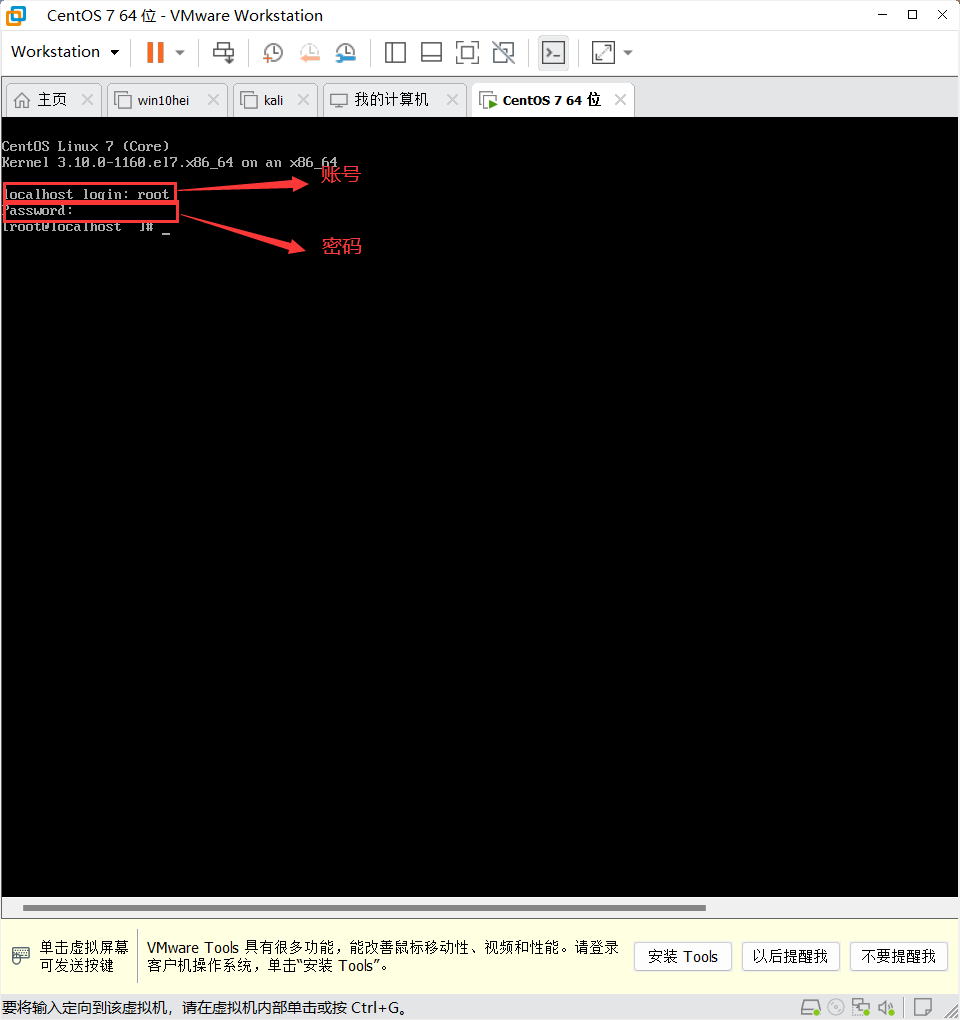 CentOS 7 64 位 - VMware Workstation
Workstation
主页
win10hei
kali
我的计算机
CentOS 7 64 位
CentOS Linux 7 (Core)
Kernel 3.10.0-1160.el7.x86_64 on an x86_64
账号
localhost login: root
Password:
[root@localhost ~]# _
密码
单击虚拟屏幕
可发送按键
VMware Tools 具有很多功能，能改善鼠标移动性、视频和性能。请登录
客户机操作系统，单击“安装 Tools”。
安装 Tools
以后提醒我
不要提醒我
要将输入定向到该虚拟机，请在虚拟机内部单击或按 Ctrl+G。